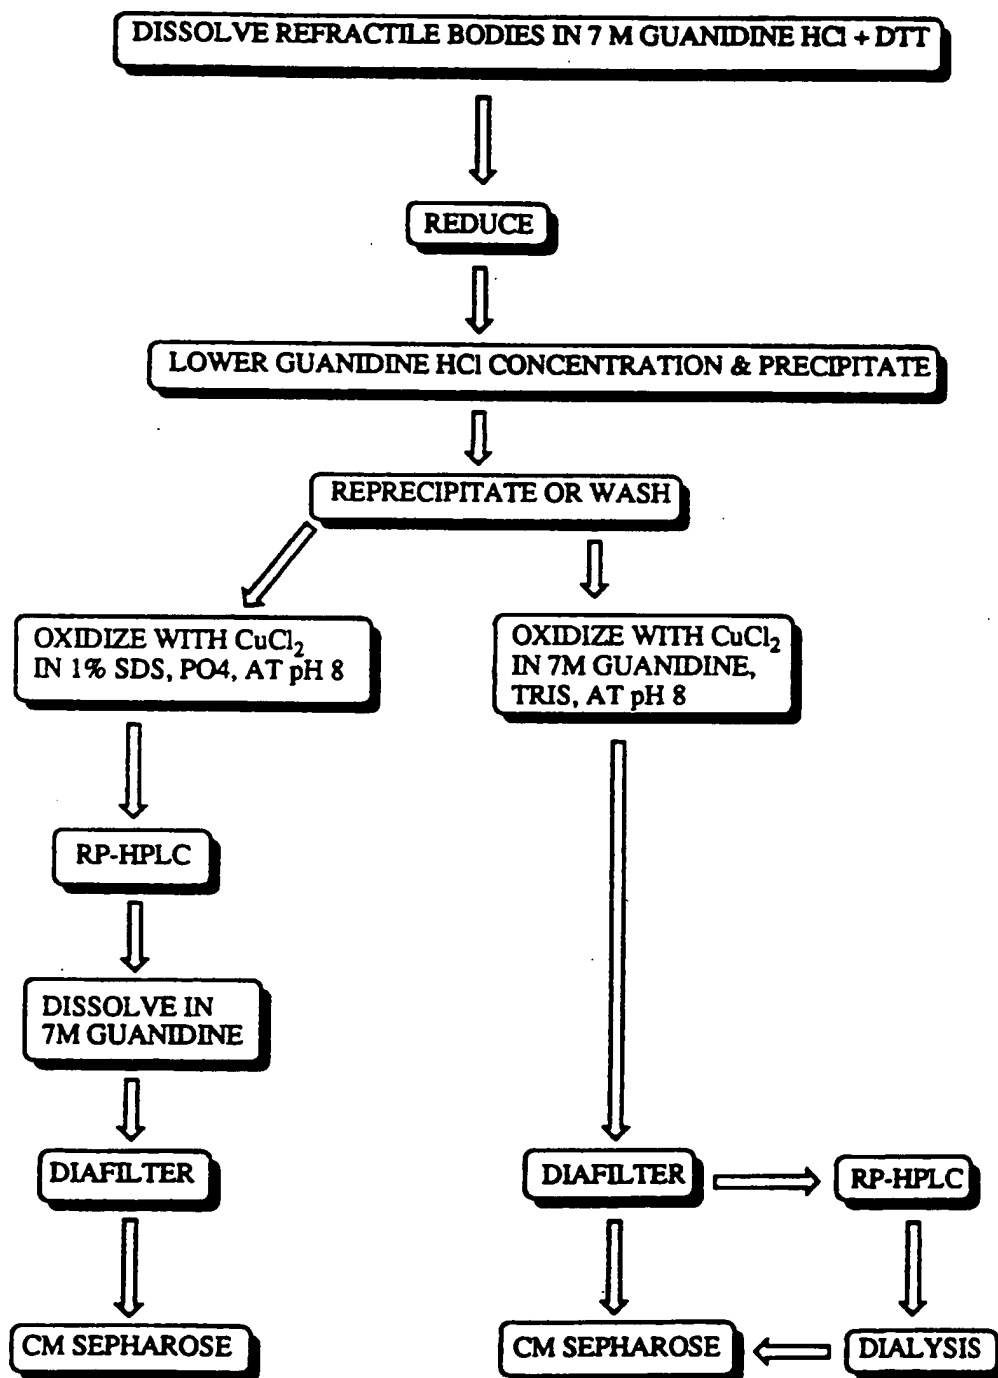 DISSOLVE REFRACTILE BODIES IN 7 M GUANIDINE HCl + DTT
REDUCE
LOWER GUANIDINE HCl CONCENTRATION & PRECIPITATE
REPRECIPITATE OR WASH
OXIDIZE WITH CuCl₂
IN 1% SDS, PO4, AT pH 8
OXIDIZE WITH CuCl₂
IN 7M GUANIDINE,
TRIS, AT pH 8
RP-HPLC
DISSOLVE IN
7M GUANIDINE
DIAFILTER
DIAFILTER
RP-HPLC
CM SEPHAROSE
CM SEPHAROSE
DIALYSIS